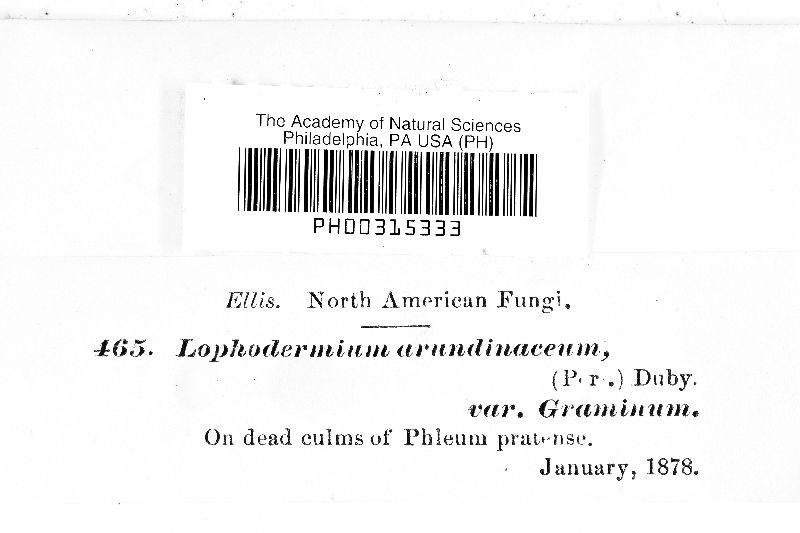 The Academy of Natural Sciences
Philadelphia, PA USA (PH)
PH00315333
Ellis. North American Fungi.
465. Lophodermium arundinaceum,
Duby.
var. Graminum.
On dead culms of Phleum pratense.
January, 1878.